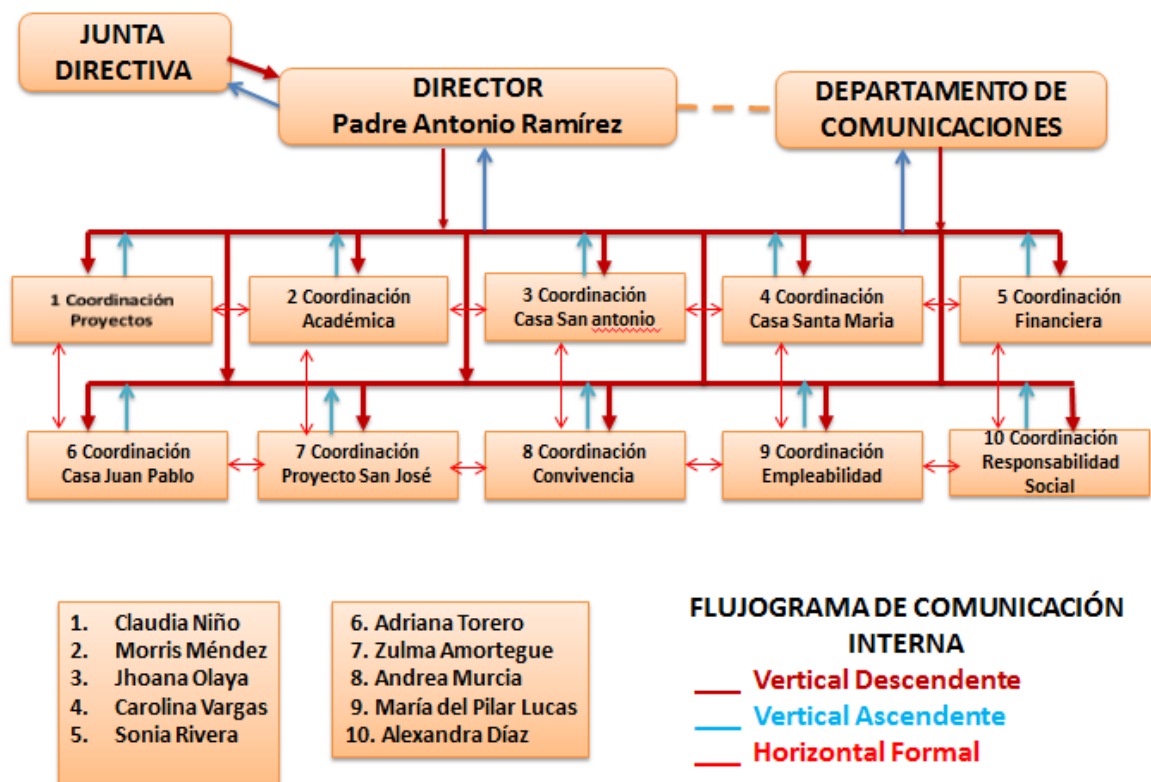 JUNTA
DIRECTIVA
DIRECTOR
Padre Antonio Ramírez
DEPARTAMENTO DE
COMUNICACIONES
1 Coordinación
Proyectos
2 Coordinación
Académica
3 Coordinación
Casa San antonio
4 Coordinación
Casa Santa Maria
5 Coordinación
Financiera
6 Coordinación
Casa Juan Pablo
7 Coordinación
Proyecto San José
8 Coordinación
Convivencia
9 Coordinación
Empleabilidad
10 Coordinación
Responsabilidad
Social
1. Claudia Niño
2 Morris Méndez
3 Jhoana Olaya
4 Carolina Vargas
5 Sonia Rivera
6. Adriana Torero
7. Zulma Amortegue
8. Andrea Murcia
9. María del Pilar Lucas
10. Alexandra Díaz
FLUJOGRAMA DE COMUNICACIÓN
INTERNA
Vertical Descendente
Vertical Ascendente
Horizontal Formal